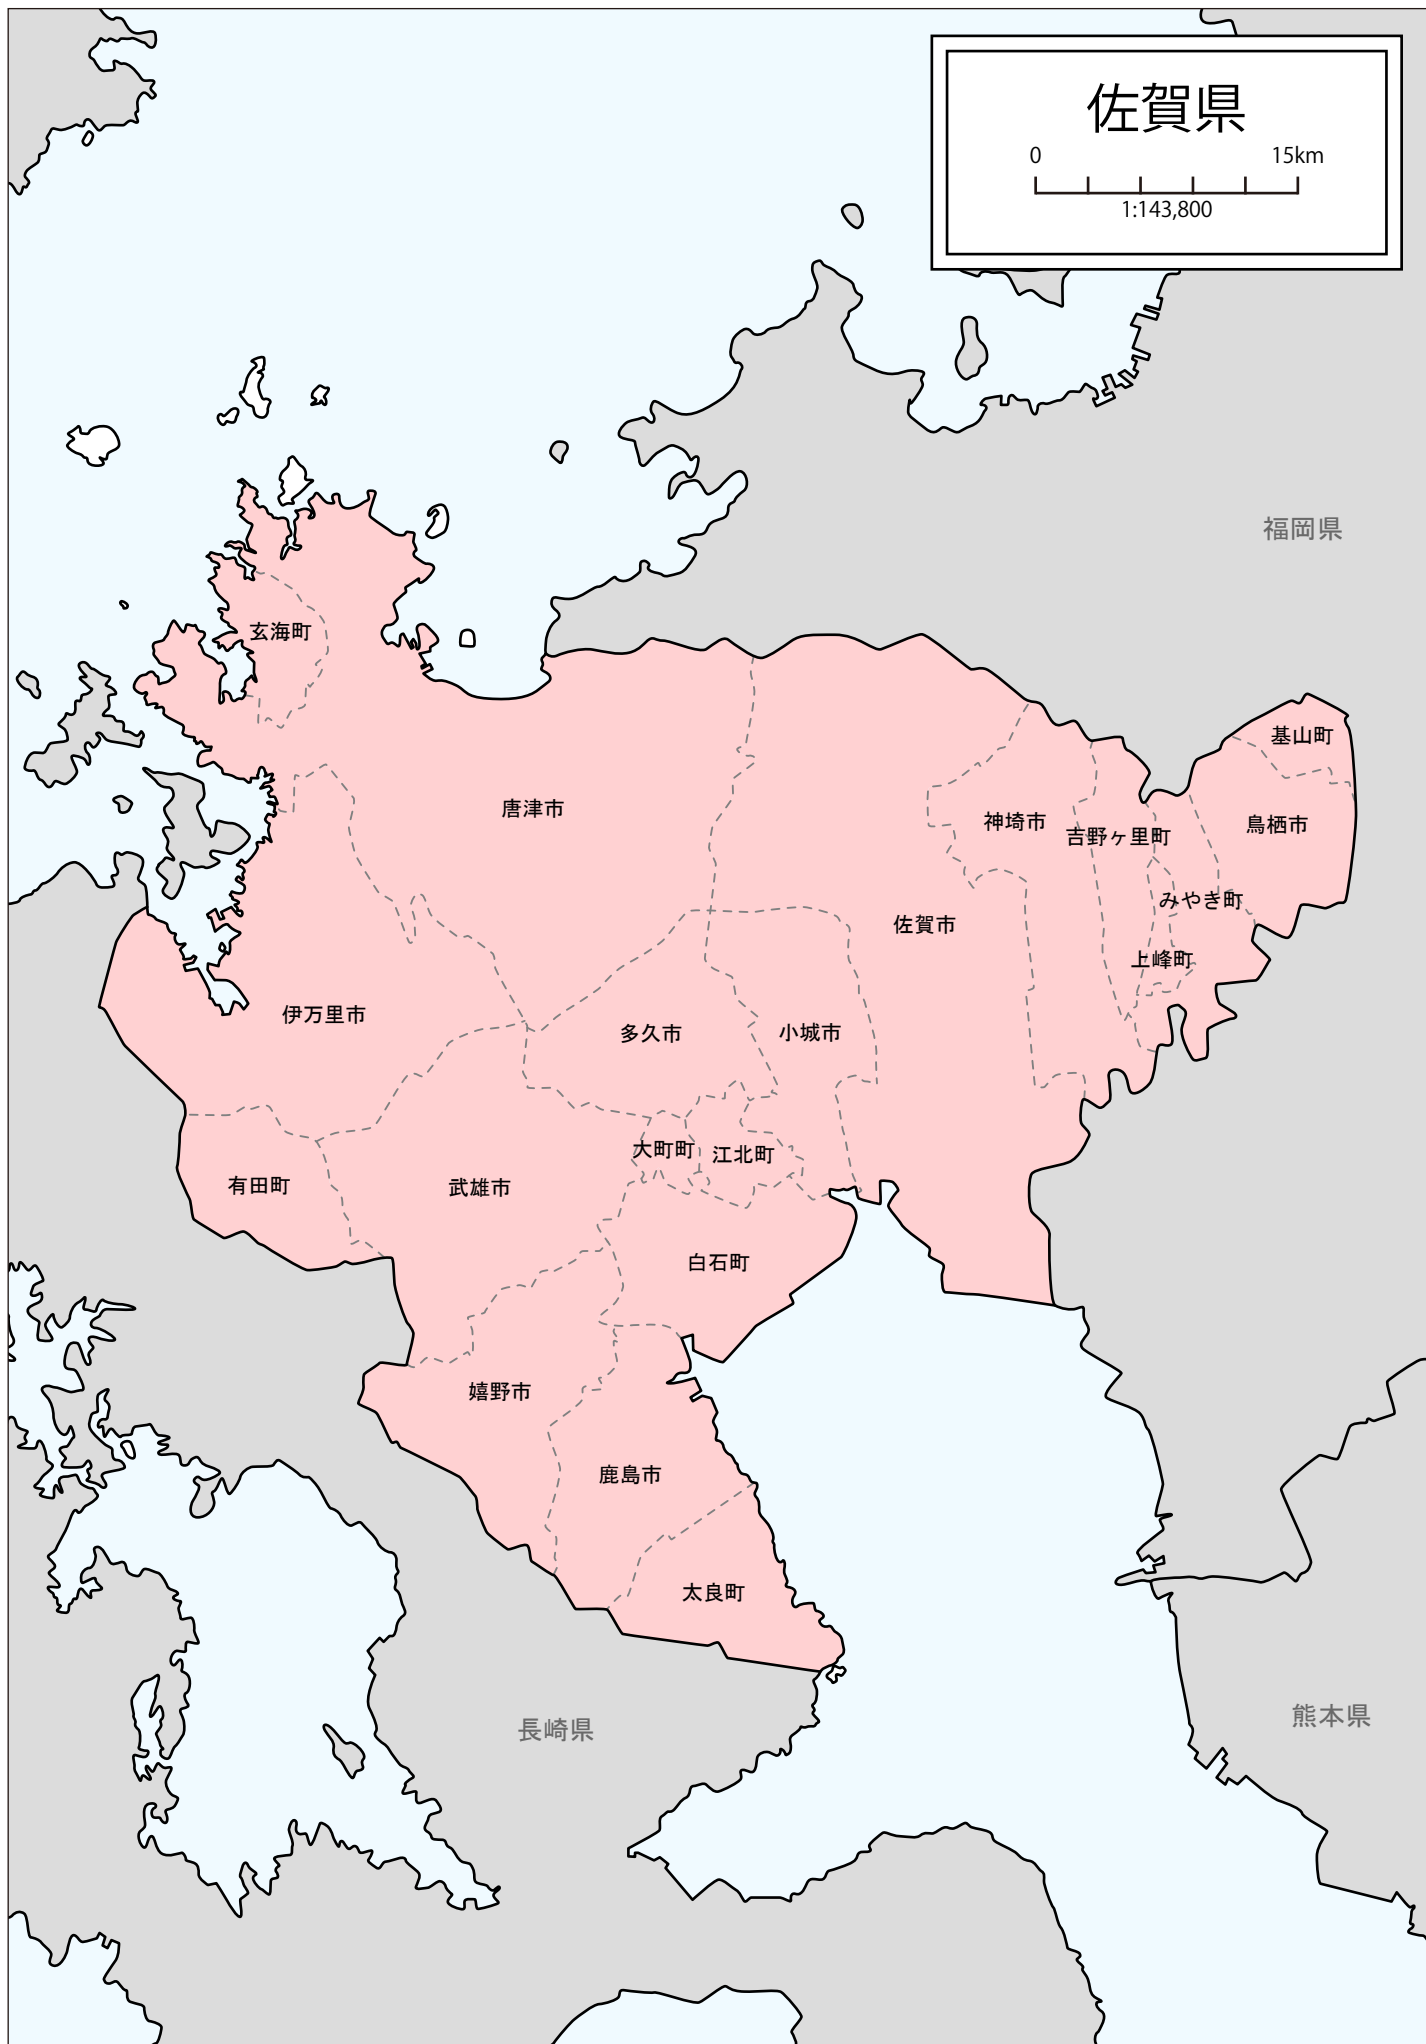 佐賀県
0 15km
1:143,800
福岡県
玄海町
基山町
唐津市
神埼市
吉野ヶ里町
鳥栖市
みやき町
佐賀市
上峰町
伊万里市
多久市
小城市
大町町
江北町
有田町
武雄市
白石町
嬉野市
鹿島市
太良町
長崎県
熊本県